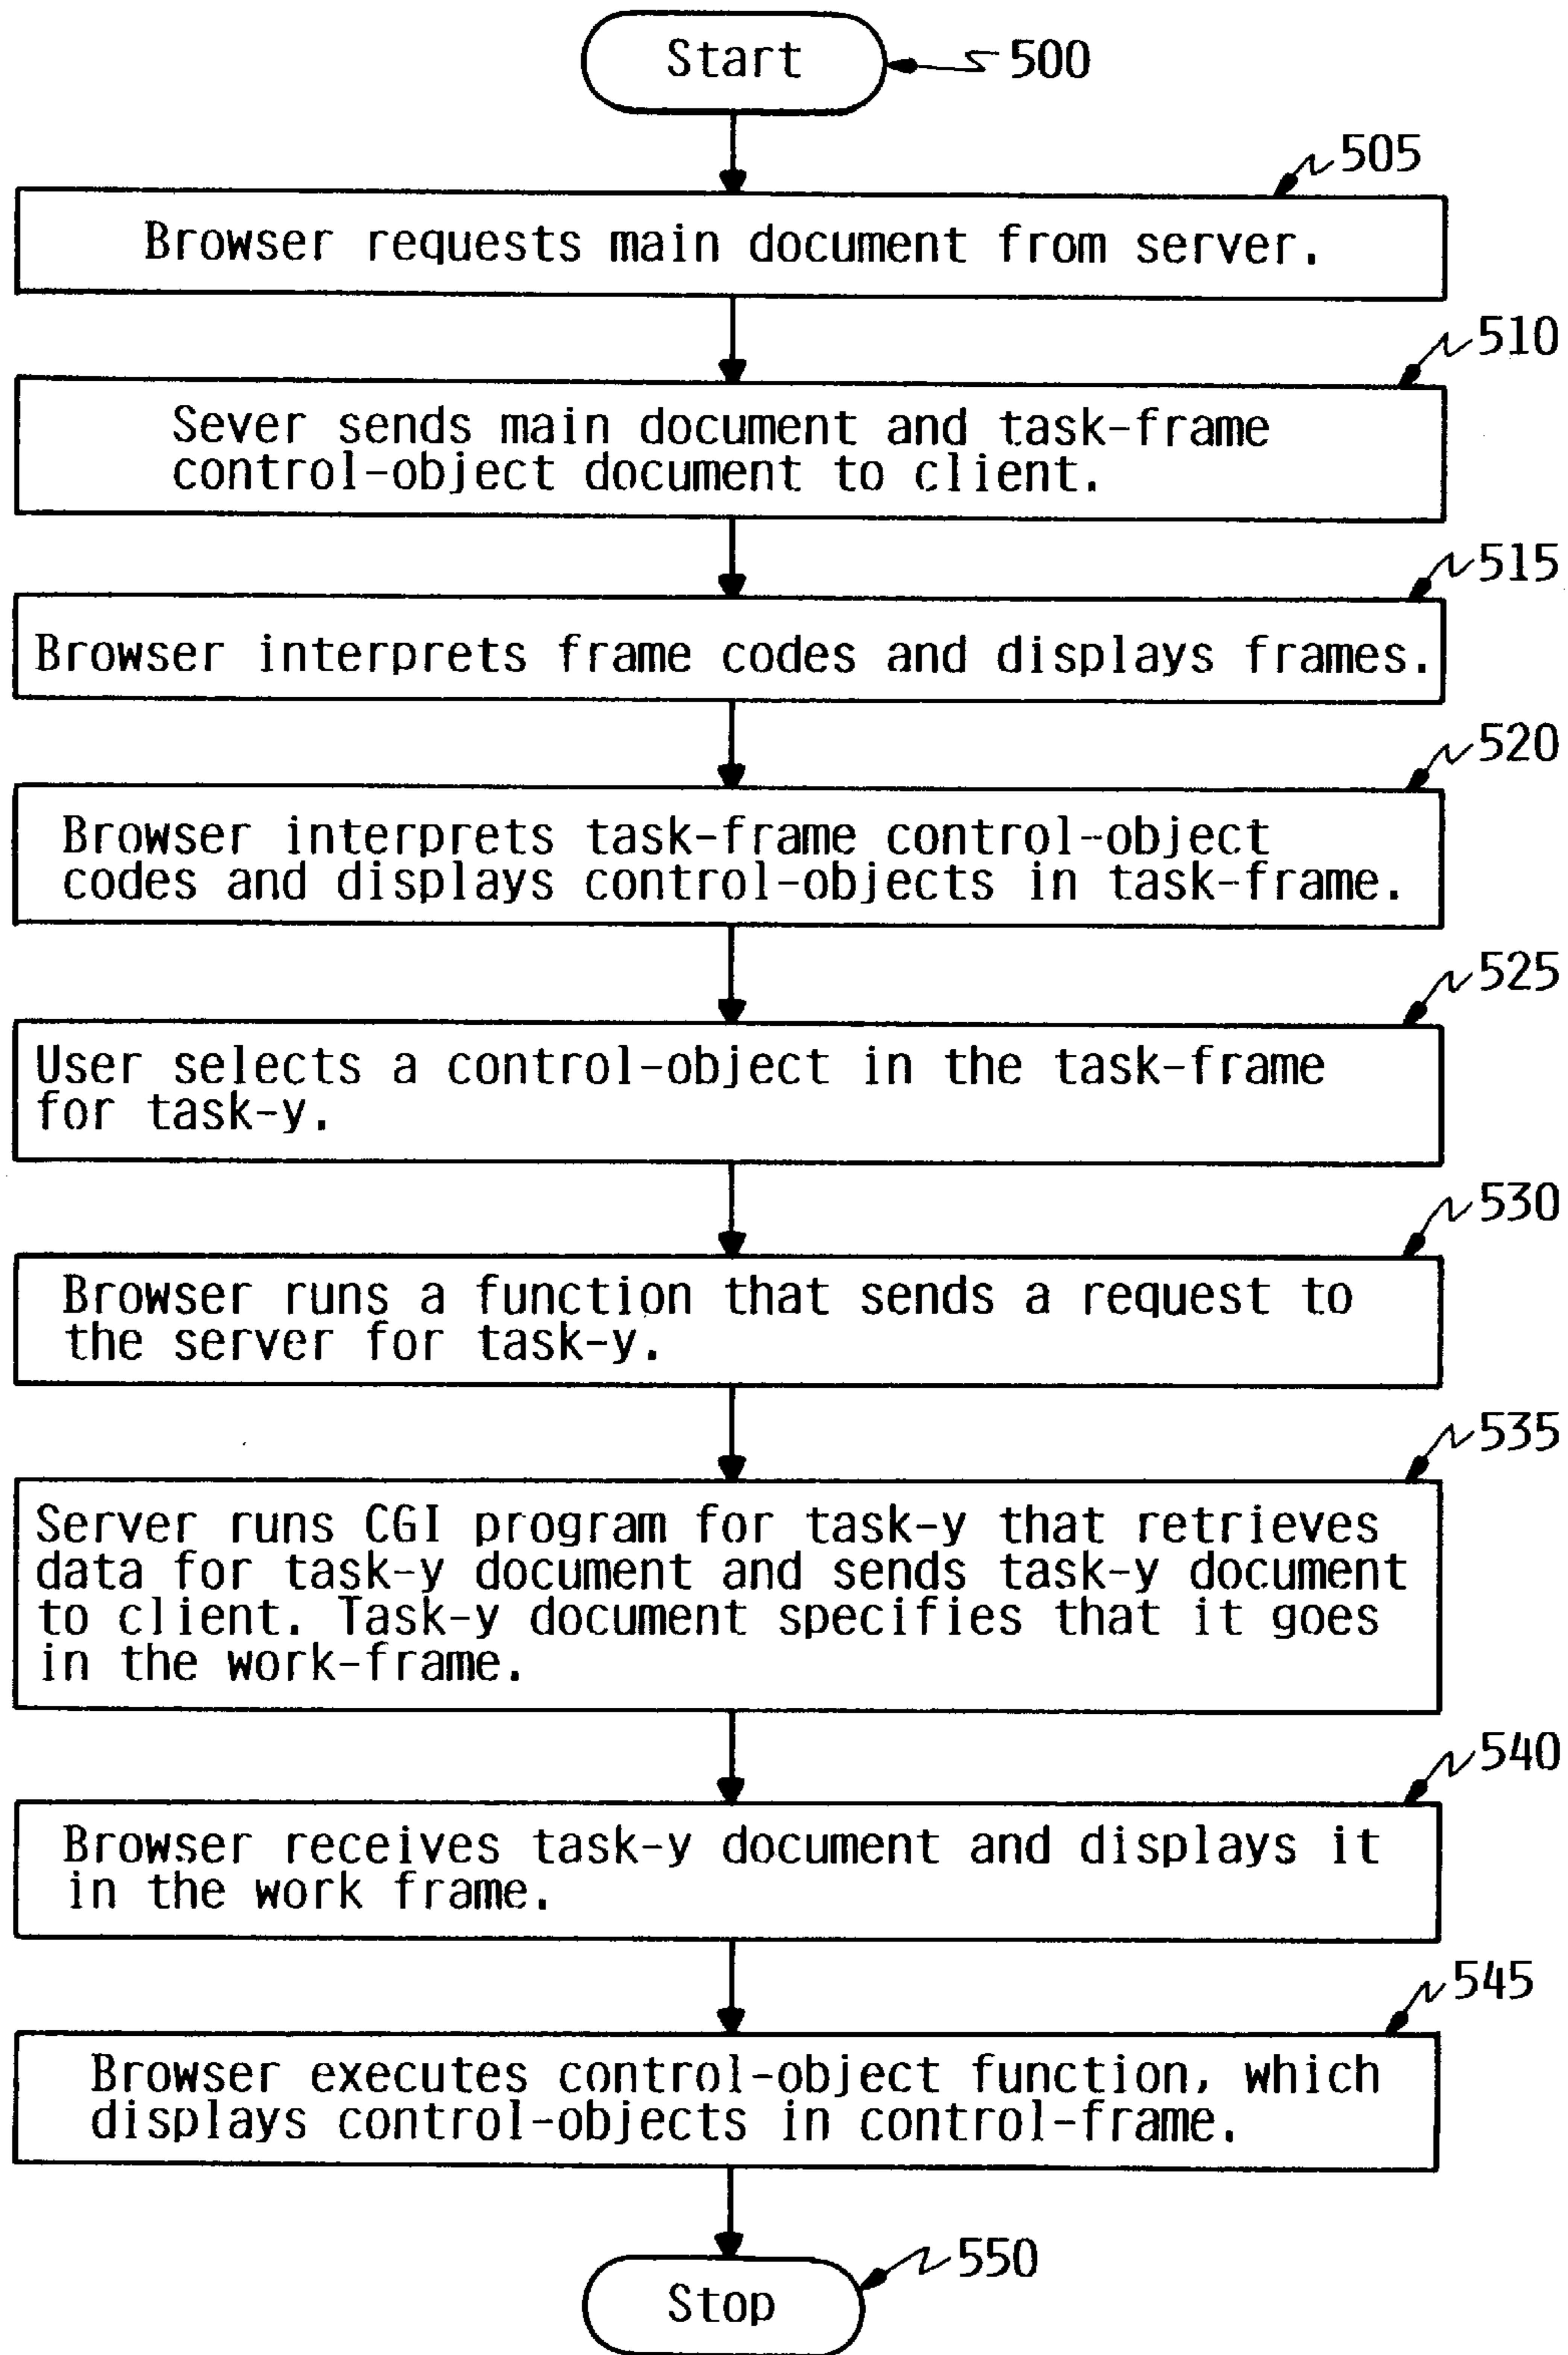 Start
500
505
Browser requests main document from server.
510
Sever sends main document and task-frame
control-object document to client.
515
Browser interprets frame codes and displays frames.
520
Browser interprets task-frame control-object
codes and displays control-objects in task-frame.
525
User selects a control-object in the task-frame
for task-y.
530
Browser runs a function that sends a request to
the server for task-y.
535
Server runs CGI program for task-y that retrieves
data for task-y document and sends task-y document
to client. Task-y document specifies that it goes
in the work-frame.
540
Browser receives task-y document and displays it
in the work frame.
545
Browser executes control-object function, which
displays control-objects in control-frame.
550
Stop